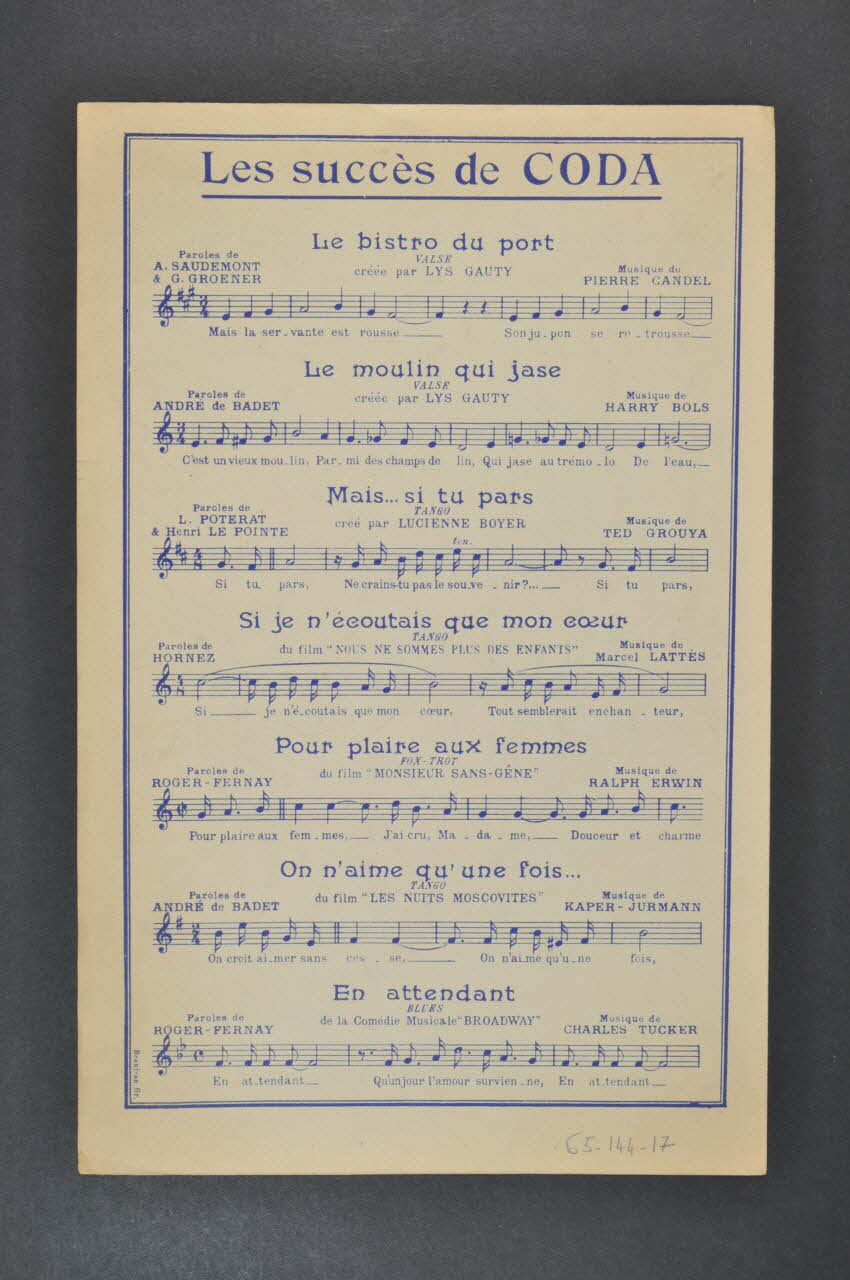 Les succès de CODA
Le bistro du port
VALSE
créée par LYS GAUTY
Paroles de
A. SAUDEMONT
& G. GROENER
Musique de
PIERRE CANDEL
Mais la ser_vante est rousse____ Son ju_pon se re_trousse__
Le moulin qui jase
VALSE
créée par LYS GAUTY
Paroles de
ANDRÉ de BADET
Musique de
HARRY BOLS
C'est un vieux mou_lin, Par_mi des champs de lin, Qui jase au trémo_lo De l'eau,__
Mais... si tu pars
TANGO
créé par LUCIENNE BOYER
Paroles de
L. POTERAT
& Henri LE POINTE
Musique de
TED GROUYA
ten.
Si tu pars, Ne crains-tu pas le sou_ve_nir?...__ Si tu pars,
Si je n'écoutais que mon cœur
TANGO
du film "NOUS NE SOMMES PLUS DES ENFANTS"
Paroles de
HORNEZ
Musique de
Marcel LATTÈS
Si_____ je n'é_coutais que mon cœur, Tout semblerait enchan_teur,
Pour plaire aux femmes
FOX-TROT
du film "MONSIEUR SANS-GÊNE"
Paroles de
ROGER-FERNAY
Musique de
RALPH ERWIN
Pour plaire aux fem_mes,__ J'ai cru, Ma_da_me,__ Douceur et charme
On n'aime qu'une fois...
TANGO
du film "LES NUITS MOSCOVITES"
Paroles de
ANDRÉ de BADET
Musique de
KAPER-JURMANN
On croit ai_mer sans ces_se,_____ On n'ai_me qu'u_ne fois,
En attendant
BLUES
de la Comédie Musicale "BROADWAY"
Paroles de
ROGER-FERNAY
Musique de
CHARLES TUCKER
En at_tendant__ Qu'un jour l'amour survien_ne, En at_tendant__
65-144-17